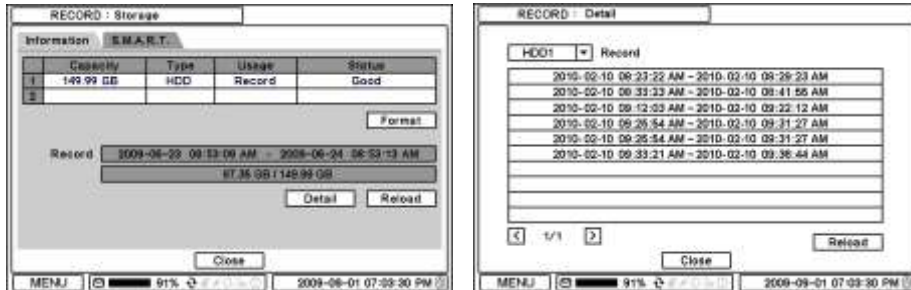 RECORD : Storage
Information S.M.A.R.T.
Capacity Type Usage Status
1 149.99 GB HDD Record Good
2
Format
Record 2009-06-23 08:53:09 AM - 2009-06-24 06:53:13 AM
67.35 GB / 149.99 GB
Detail Reload
Close
MENU 91% 2009-09-01 07:03:30 PM
RECORD : Detail
HDD1 Record
2010-02-10 08:23:22 AM ~ 2010-02-10 08:29:23 AM
2010-02-10 08:33:23 AM ~ 2010-02-10 08:41:56 AM
2010-02-10 09:12:03 AM ~ 2010-02-10 09:22:12 AM
2010-02-10 09:26:54 AM ~ 2010-02-10 09:31:27 AM
2010-02-10 09:26:54 AM ~ 2010-02-10 09:31:27 AM
2010-02-10 09:33:21 AM ~ 2010-02-10 09:36:44 AM
< 1/1 >
Reload
Close
MENU 91% 2009-09-01 07:03:30 PM